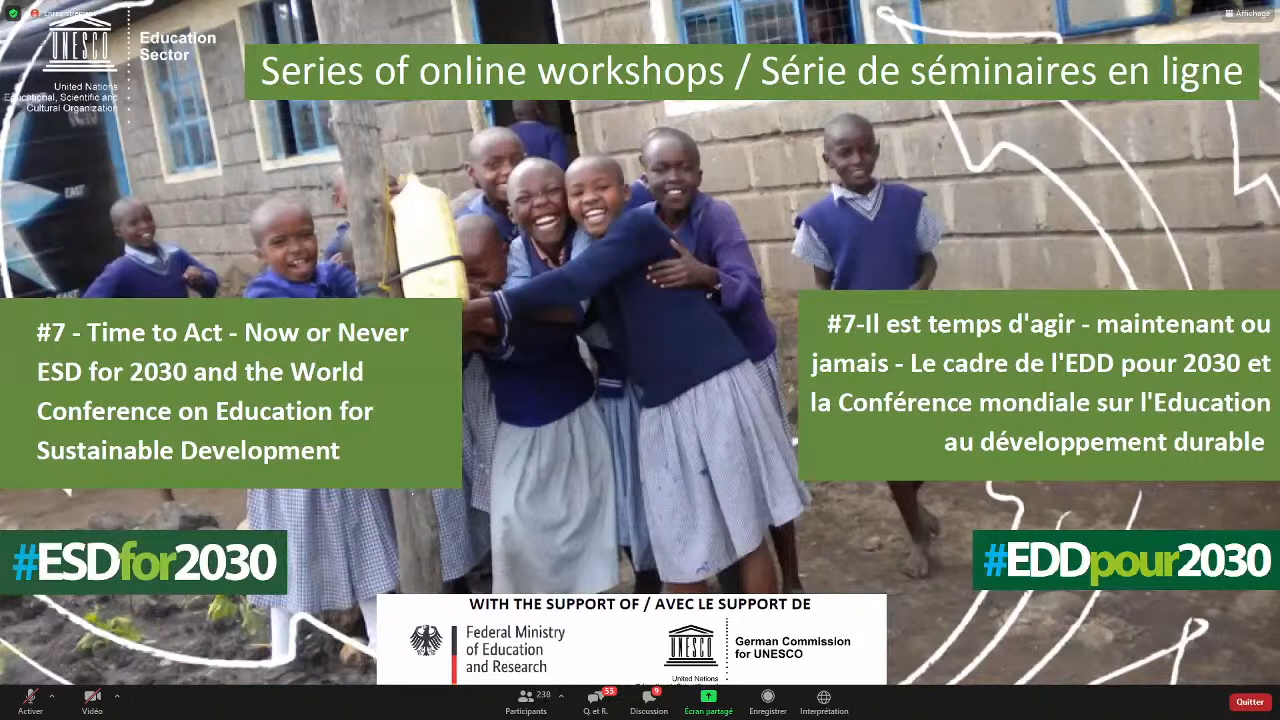 Enregistrement
Affichage
UNESCO
Education
Sector
United Nations
Educational, Scientific and
Cultural Organization
Series of online workshops / Série de séminaires en ligne
EAST
#7 - Time to Act - Now or Never
ESD for 2030 and the World
Conference on Education for
Sustainable Development
#7-Il est temps d'agir - maintenant ou
jamais - Le cadre de l'EDD pour 2030 et
la Conférence mondiale sur l'Education
au développement durable
#ESDfor2030
#EDDpour2030
WITH THE SUPPORT OF / AVEC LE SUPPORT DE
Federal Ministry
of Education
and Research
UNESCO
German Commission
for UNESCO
United Nations
Activer
Vidéo
238
Participants
55
Q. et R.
9
Discussion
Écran partagé
Enregistrer
Interprétation
Quitter